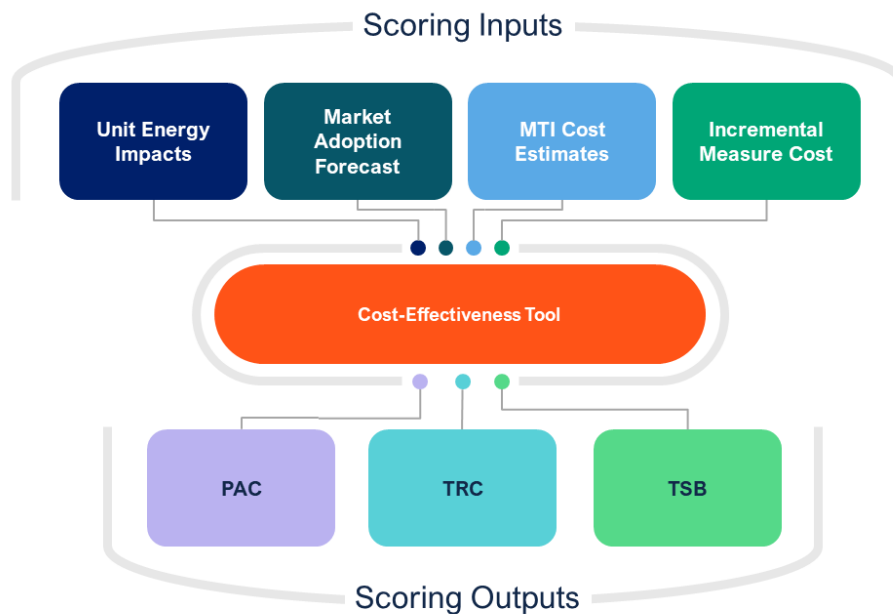 Scoring Inputs
Unit Energy
Impacts
Market
Adoption
Forecast
MTI Cost
Estimates
Incremental
Measure Cost
Cost-Effectiveness Tool
PAC
TRC
TSB
Scoring Outputs